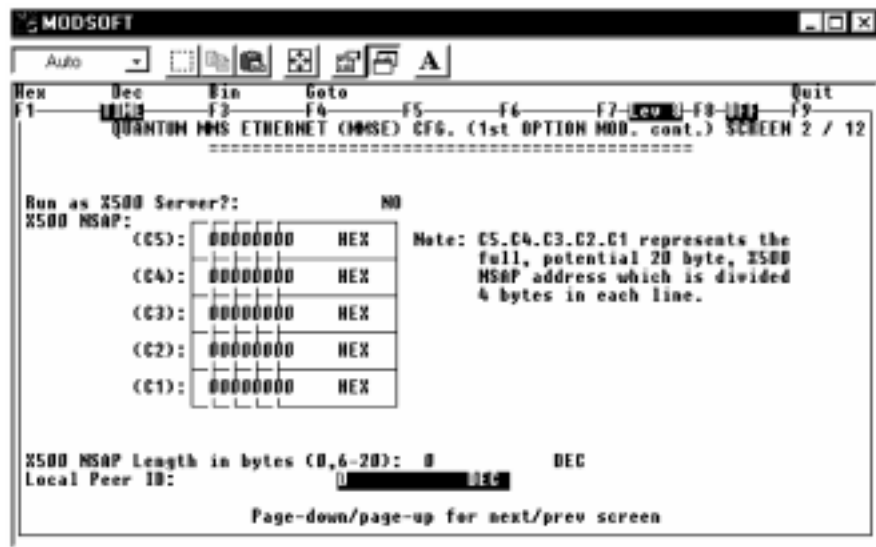 MODSOFT
Auto
A
Hex Dec Bin Goto Quit
F1 TIME F3 F4 F5 F6 F7-Lev 8-F8-OFF-F9
QUANTUM MMS ETHERNET (MMSE) CFG. (1st OPTION MOD. cont.) SCREEN 2 / 12
Run as X500 Server?: NO
X500 NSAP:
(C5): 00000000 HEX
Note: C5.C4.C3.C2.C1 represents the
full, potential 20 byte, X500
(C4): 00000000 HEX
NSAP address which is divided
4 bytes in each line.
(C3): 00000000 HEX
(C2): 00000000 HEX
(C1): 00000000 HEX
X500 NSAP Length in bytes (0,6-20): 0 DEC
Local Peer ID: 0 DEC
Page-down/page-up for next/prev screen